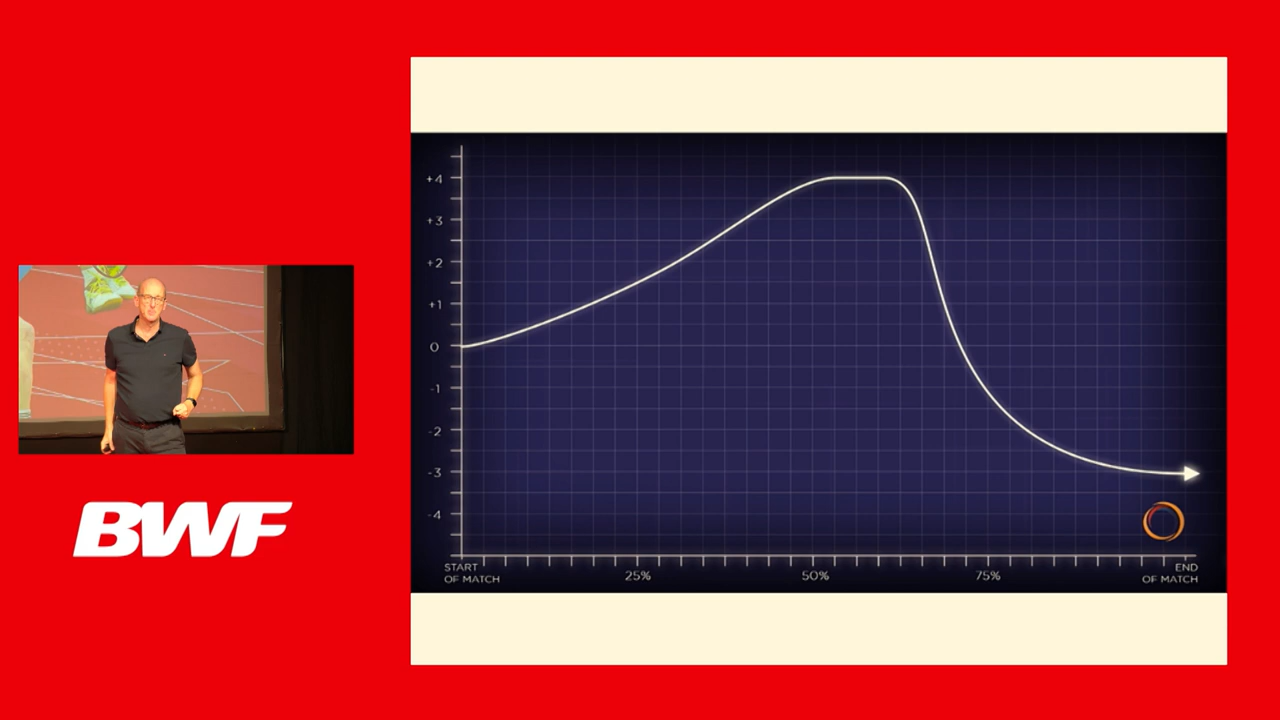 BWF
+4
+3
+2
+1
0
-1
-2
-3
-4
START
OF MATCH
25%
50%
75%
END
OF MATCH